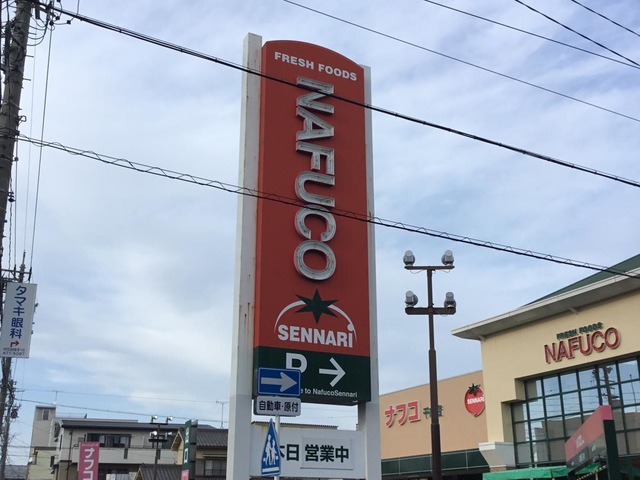 FRESH FOODS
NAFUCO
SENNARI
P →
to NafucoSennari
自動車・原付
本日 営業中
タマキ眼科
ナフコ
ナフコ
SENNARI
FRESH FOODS
NAFUCO